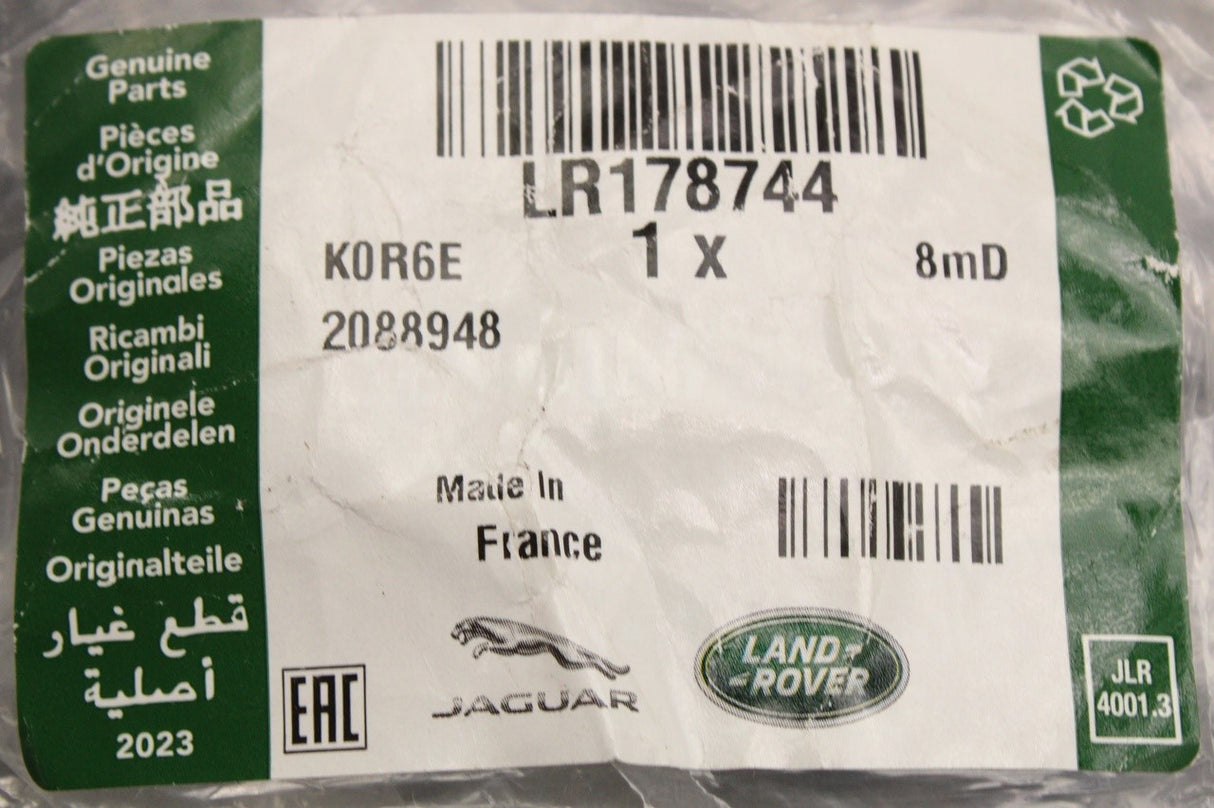 Genuine
Parts
Pièces
d'Origine
純正部品
Piezas
Originales
Ricambi
Originali
Originele
Onderdelen
Peças
Genuinas
Originalteile
قطع غيار
أصلية
2023
LR178744
1 x
K0R6E
8mD
2088948
Made In
France
EAC
JAGUAR
LAND
ROVER
JLR
4001.3